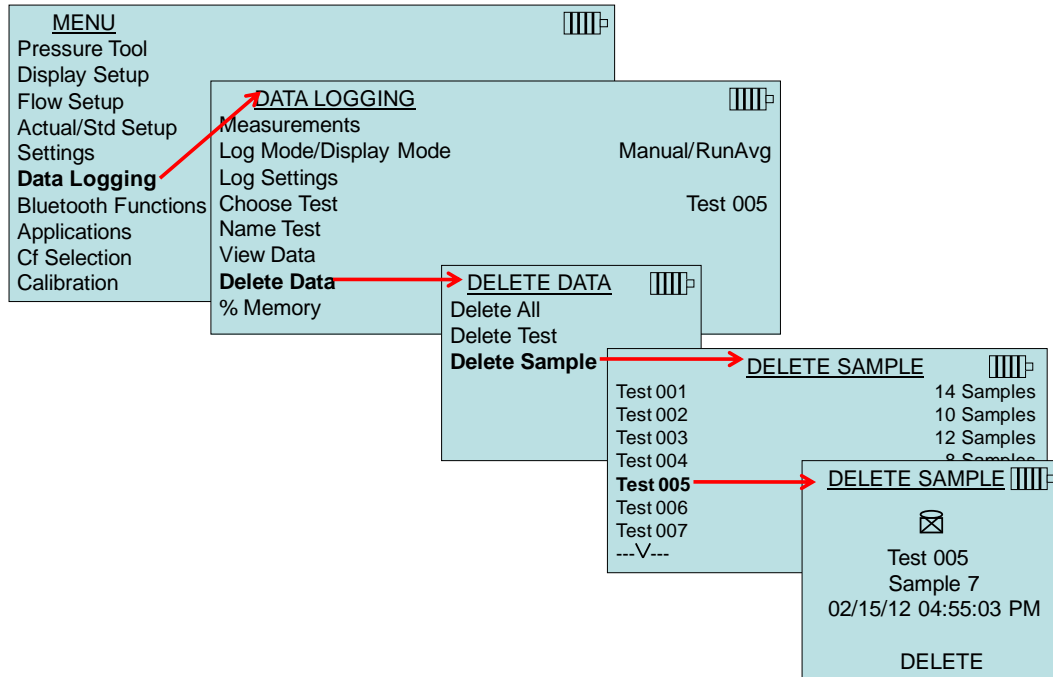 MENU
Pressure Tool
Display Setup
Flow Setup
Actual/Std Setup
Settings
Data Logging
Bluetooth Functions
Applications
Cf Selection
Calibration
DATA LOGGING
Measurements
Log Mode/Display Mode Manual/RunAvg
Log Settings
Choose Test Test 005
Name Test
View Data
Delete Data
% Memory
DELETE DATA
Delete All
Delete Test
Delete Sample
DELETE SAMPLE
Test 001 14 Samples
Test 002 10 Samples
Test 003 12 Samples
Test 004 8 Samples
Test 005
Test 006
Test 007
---V---
DELETE SAMPLE
Test 005
Sample 7
02/15/12 04:55:03 PM
DELETE